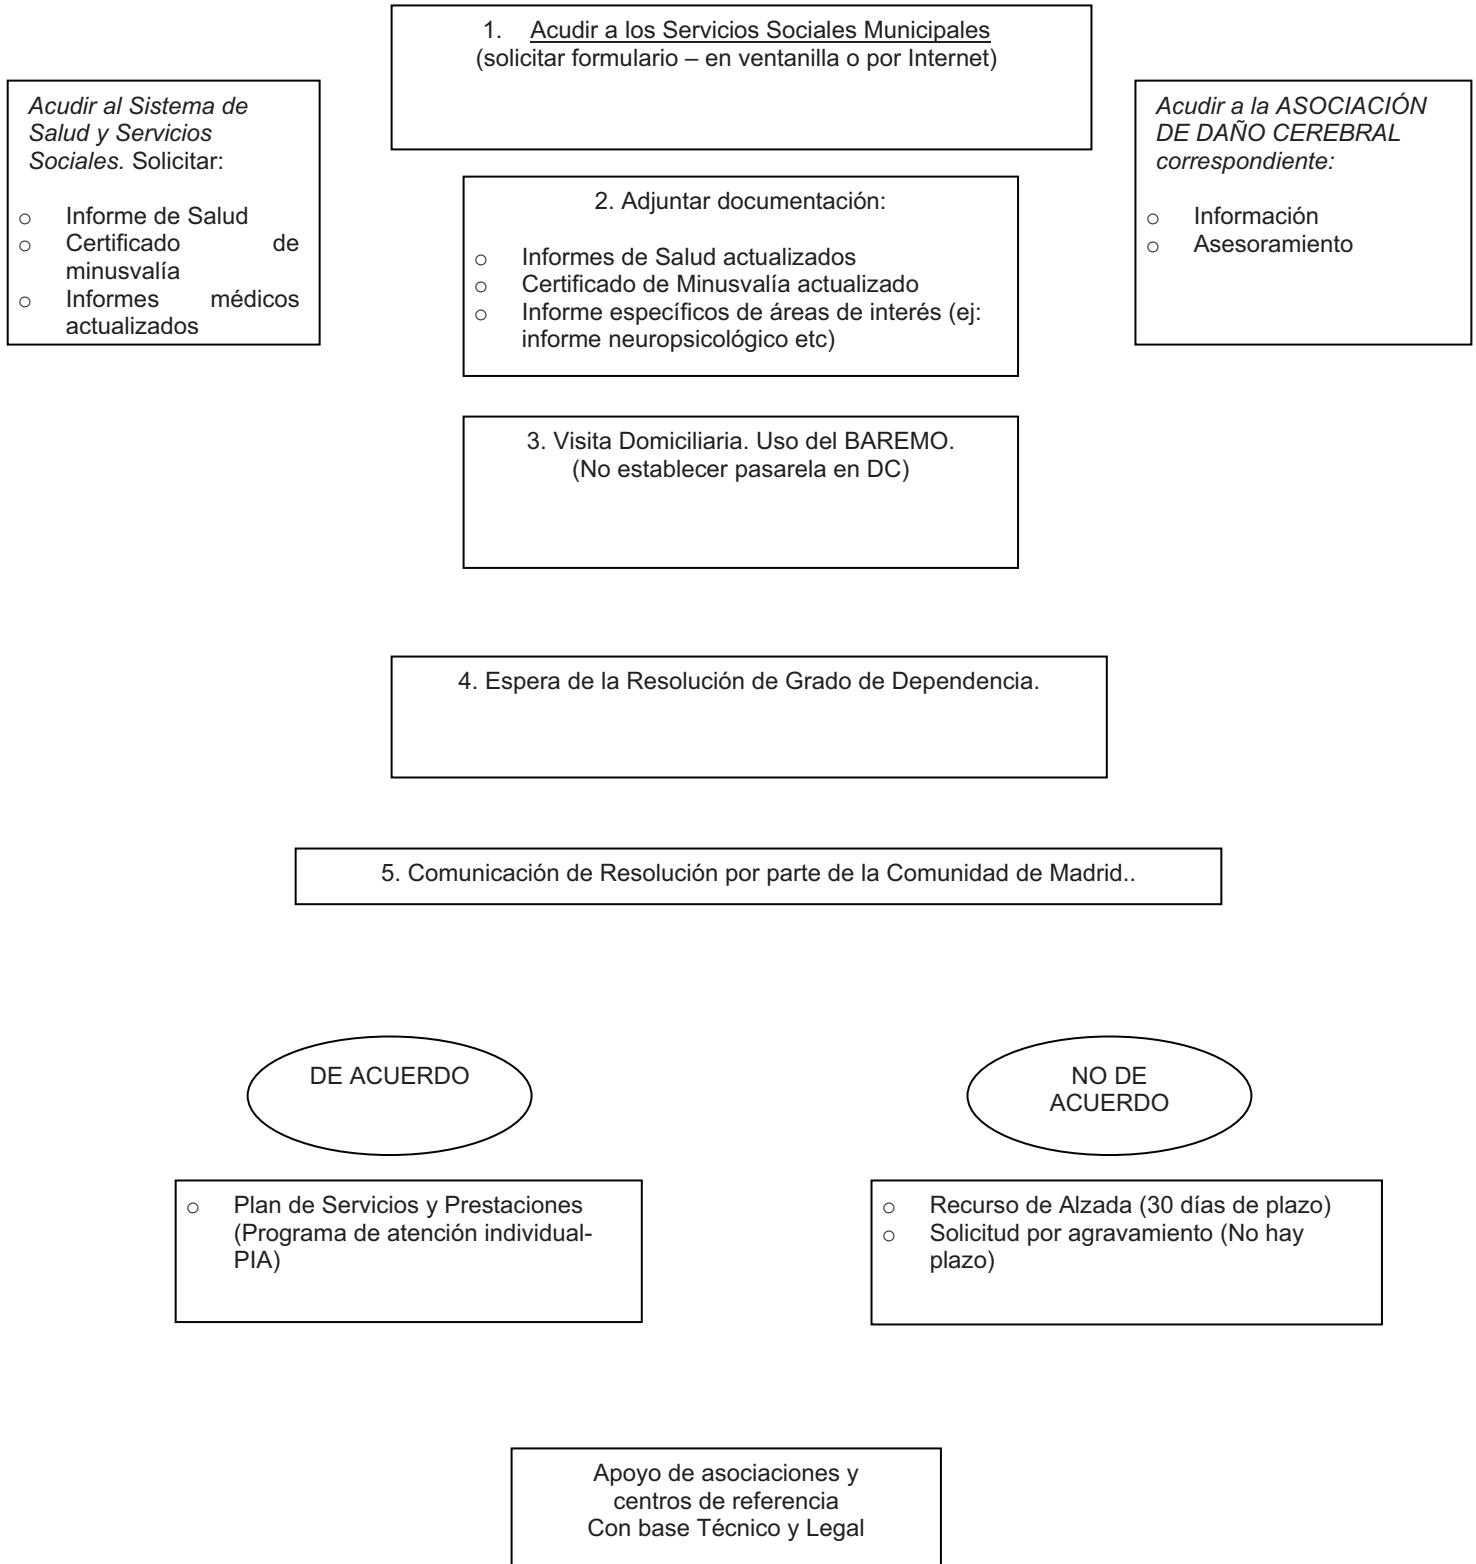 1. Acudir a los Servicios Sociales Municipales
(solicitar formulario – en ventanilla o por Internet)
Acudir al Sistema de
Salud y Servicios
Sociales. Solicitar:
○ Informe de Salud
○ Certificado de
minusvalía
○ Informes médicos
actualizados
Acudir a la ASOCIACIÓN
DE DAÑO CEREBRAL
correspondiente:
○ Información
○ Asesoramiento
2. Adjuntar documentación:
○ Informes de Salud actualizados
○ Certificado de Minusvalía actualizado
○ Informe específicos de áreas de interés (ej:
informe neuropsicológico etc)
3. Visita Domiciliaria. Uso del BAREMO.
(No establecer pasarela en DC)
4. Espera de la Resolución de Grado de Dependencia.
5. Comunicación de Resolución por parte de la Comunidad de Madrid..
DE ACUERDO
NO DE
ACUERDO
○ Plan de Servicios y Prestaciones
(Programa de atención individual-
PIA)
○ Recurso de Alzada (30 días de plazo)
○ Solicitud por agravamiento (No hay
plazo)
Apoyo de asociaciones y
centros de referencia
Con base Técnico y Legal